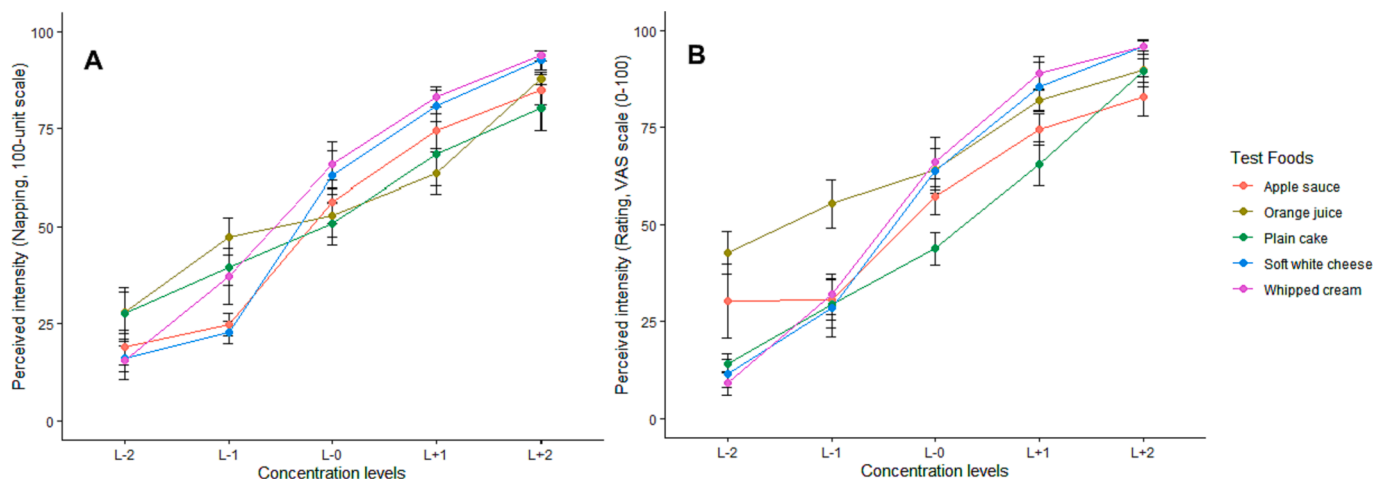 A
Perceived intensity (Napping, 100-unit scale)
100
75
50
25
0
L-2 L-1 L-0 L+1 L+2
Concentration levels
B
Perceived intensity (Rating, VAS scale (0-100)
100
75
50
25
0
L-2 L-1 L-0 L+1 L+2
Concentration levels
Test Foods
Apple sauce
Orange juice
Plain cake
Soft white cheese
Whipped cream